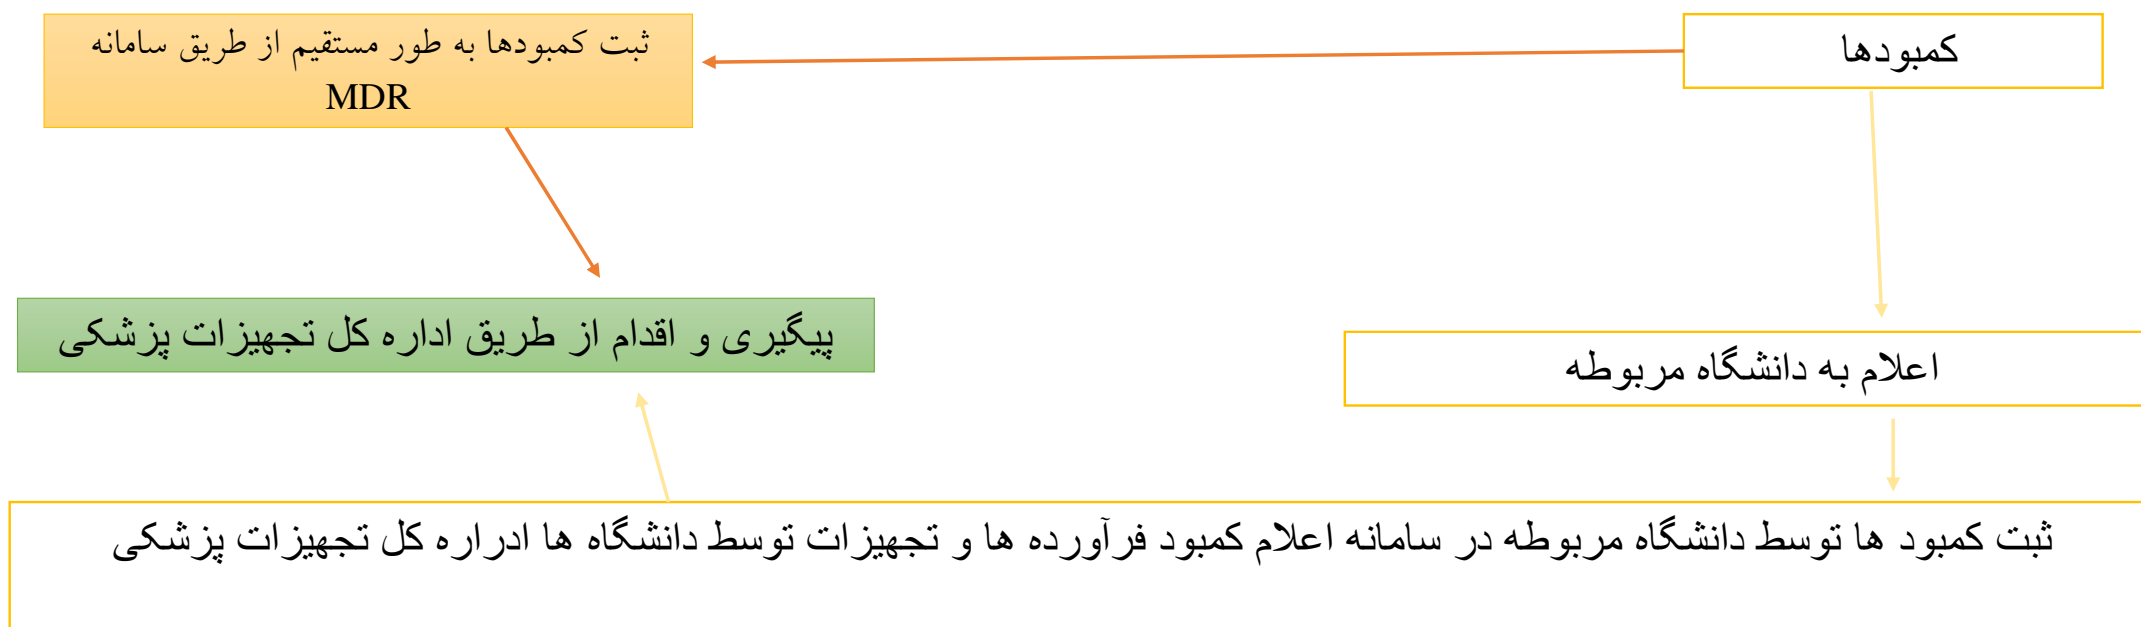 کمبودها
ثبت کمبودها به طور مستقیم از طریق سامانه
MDR
پیگیری و اقدام از طریق اداره کل تجهیزات پزشکی
اعلام به دانشگاه مربوطه
ثبت کمبود ها توسط دانشگاه مربوطه در سامانه اعلام کمبود فرآورده ها و تجهیزات توسط دانشگاه ها ادراره کل تجهیزات پزشکی